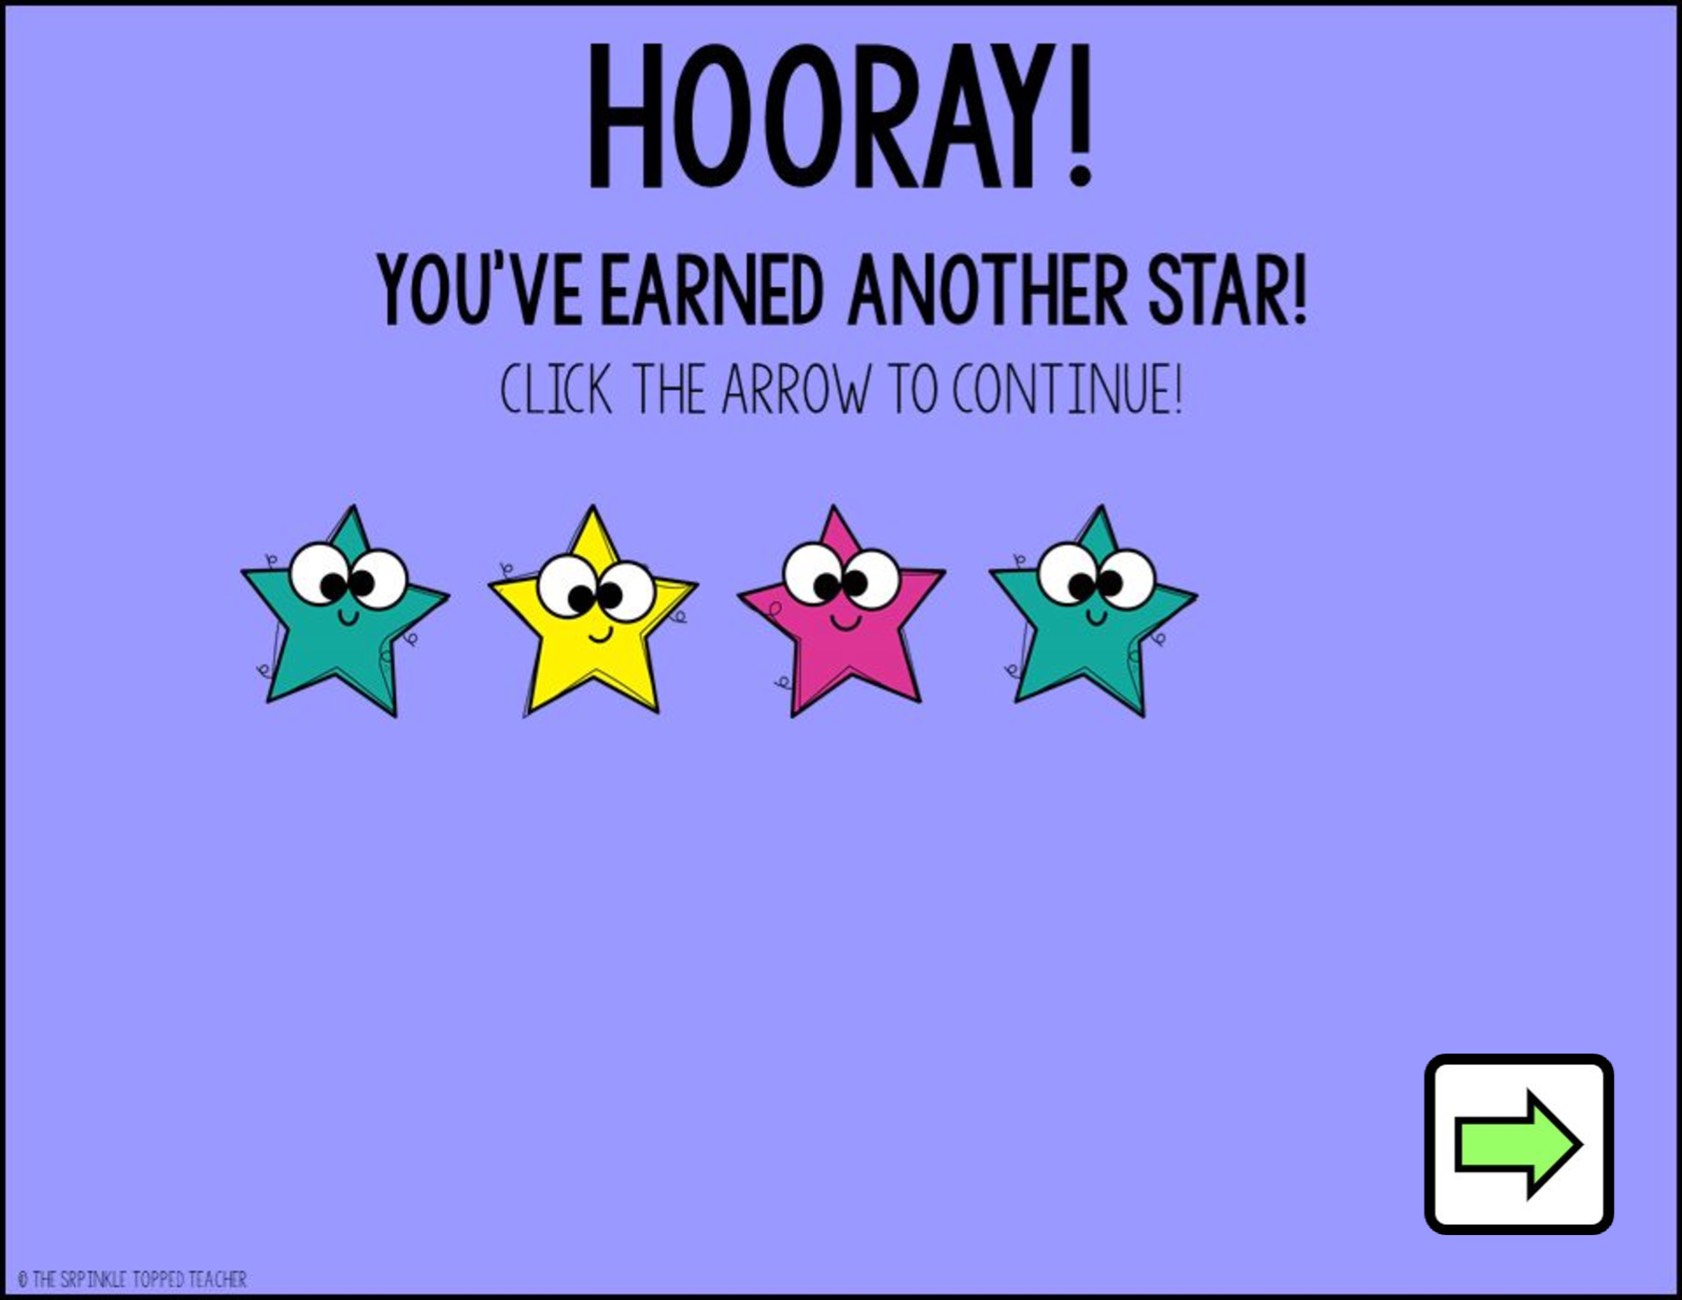 HOORAY!
YOU'VE EARNED ANOTHER STAR!
CLICK THE ARROW TO CONTINUE!
© THE SRPINKLE TOPPED TEACHER